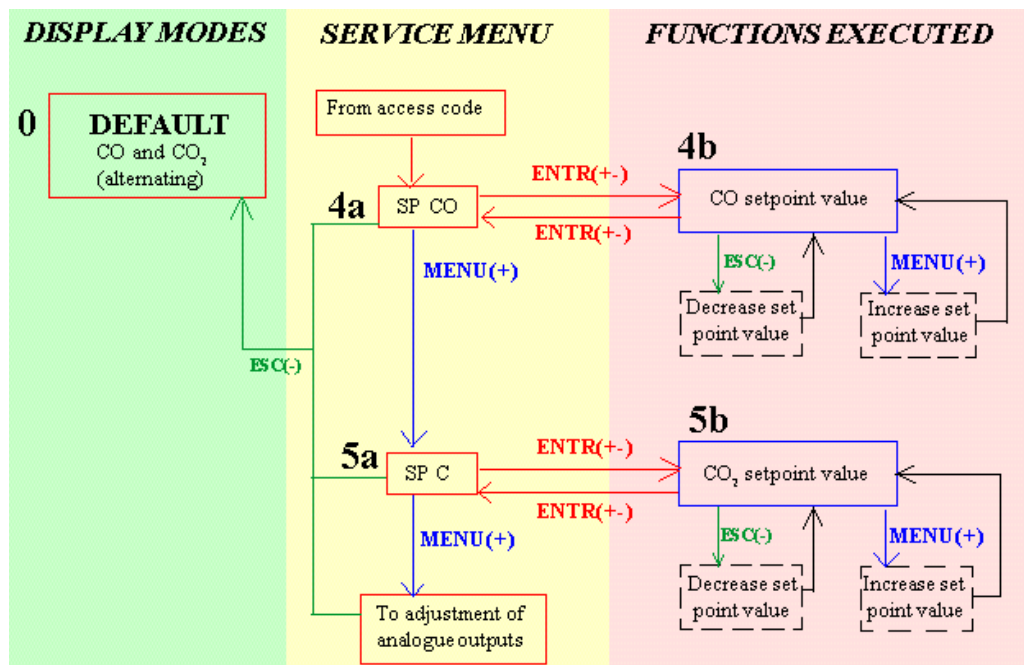 DISPLAY MODES
SERVICE MENU
FUNCTIONS EXECUTED
0
DEFAULT
CO and CO₂
(alternating)
From access code
4a
SP CO
ENTR(+-)
ENTR(+-)
4b
CO setpoint value
MENU(+)
ESC(-)
MENU(+)
Decrease set
point value
Increase set
point value
ESC(-)
5a
SP C
ENTR(+-)
ENTR(+-)
5b
CO₂ setpoint value
MENU(+)
ESC(-)
MENU(+)
Decrease set
point value
Increase set
point value
To adjustment of
analogue outputs